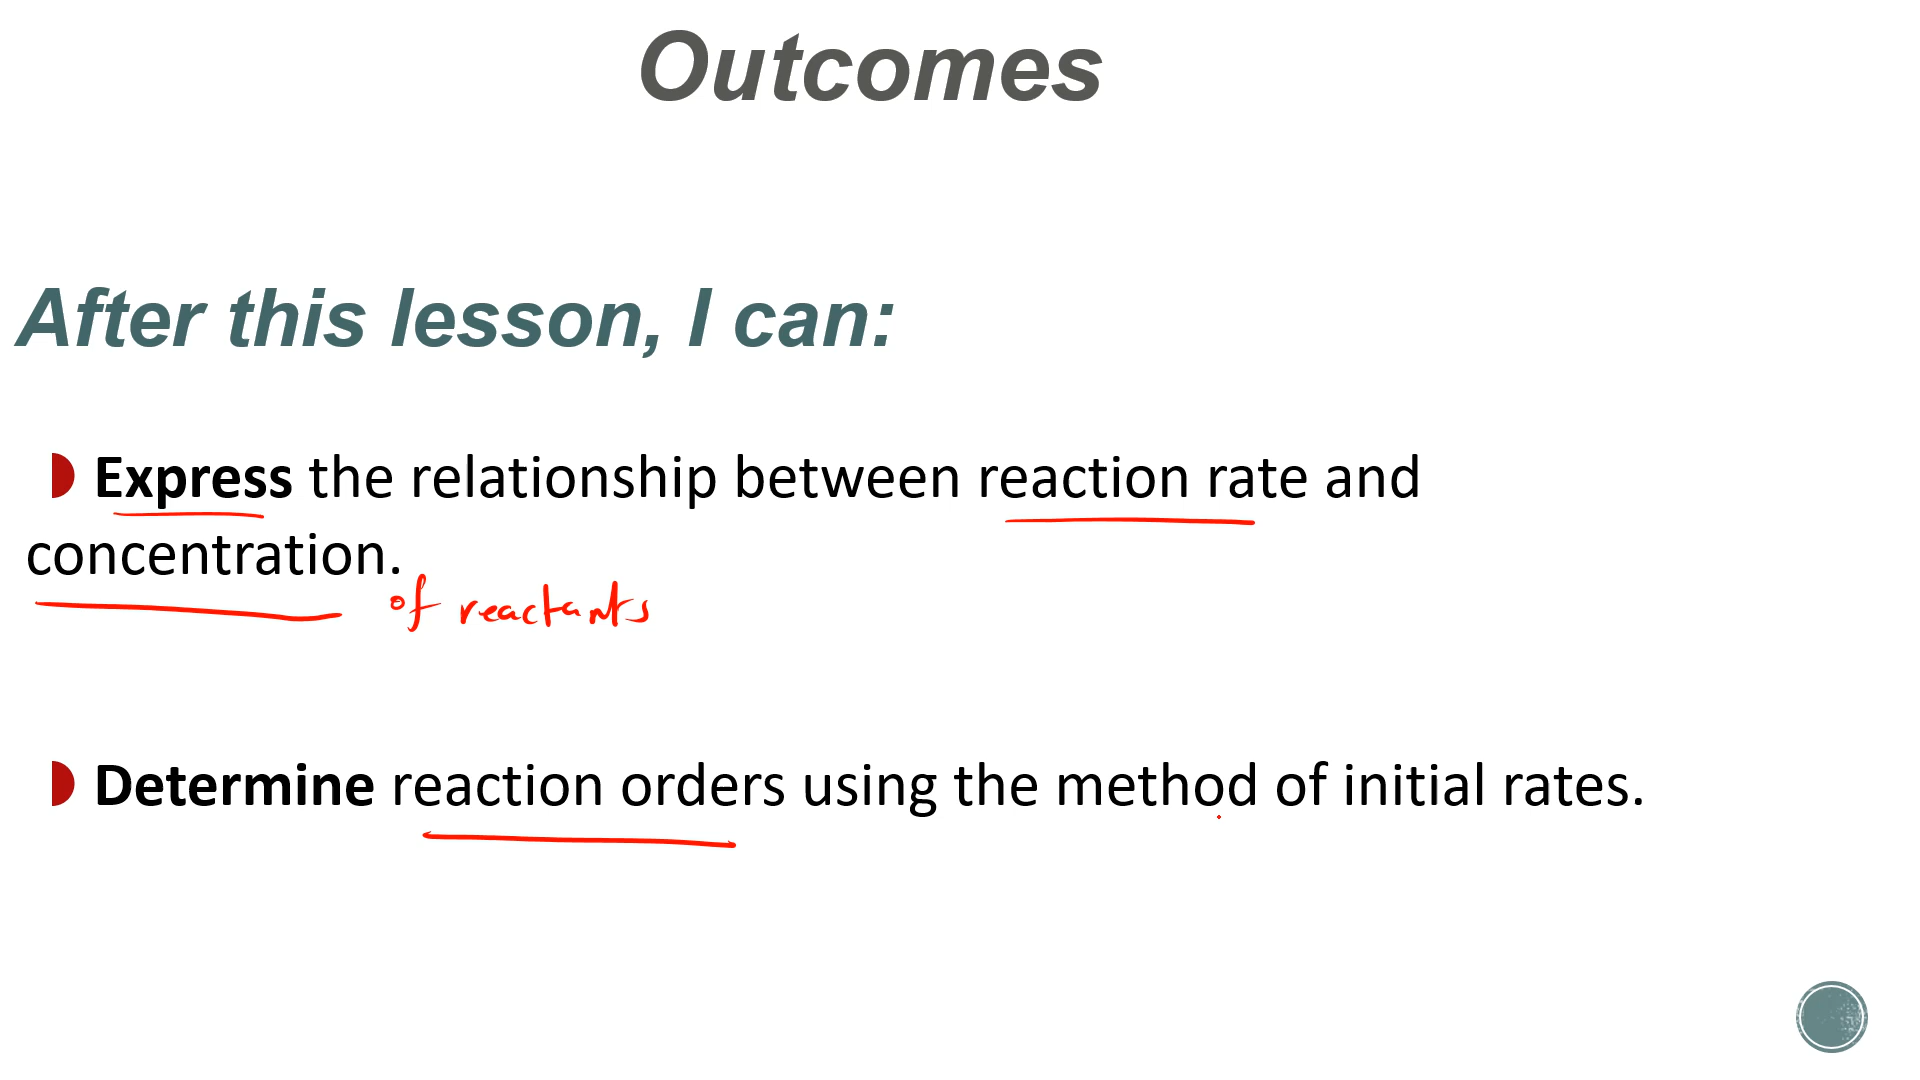 Outcomes
After this lesson, I can:
Express the relationship between reaction rate and
concentration.
of reactants
Determine reaction orders using the method of initial rates.